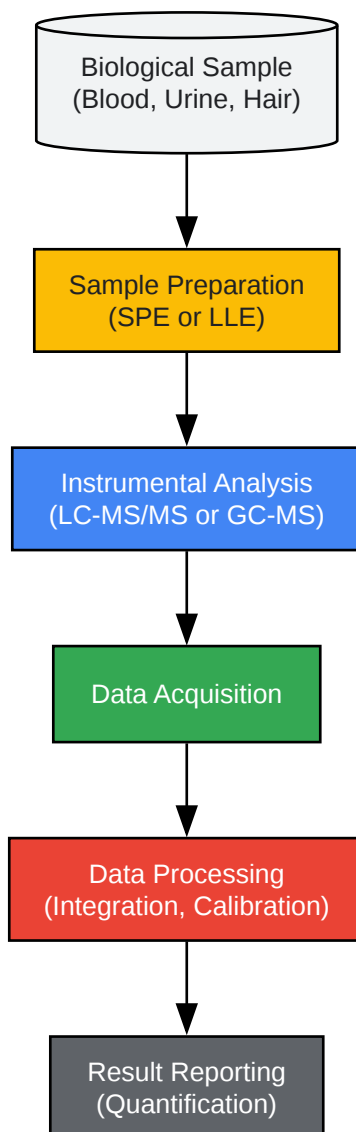 Biological Sample
(Blood, Urine, Hair)
Sample Preparation
(SPE or LLE)
Instrumental Analysis
(LC-MS/MS or GC-MS)
Data Acquisition
Data Processing
(Integration, Calibration)
Result Reporting
(Quantification)